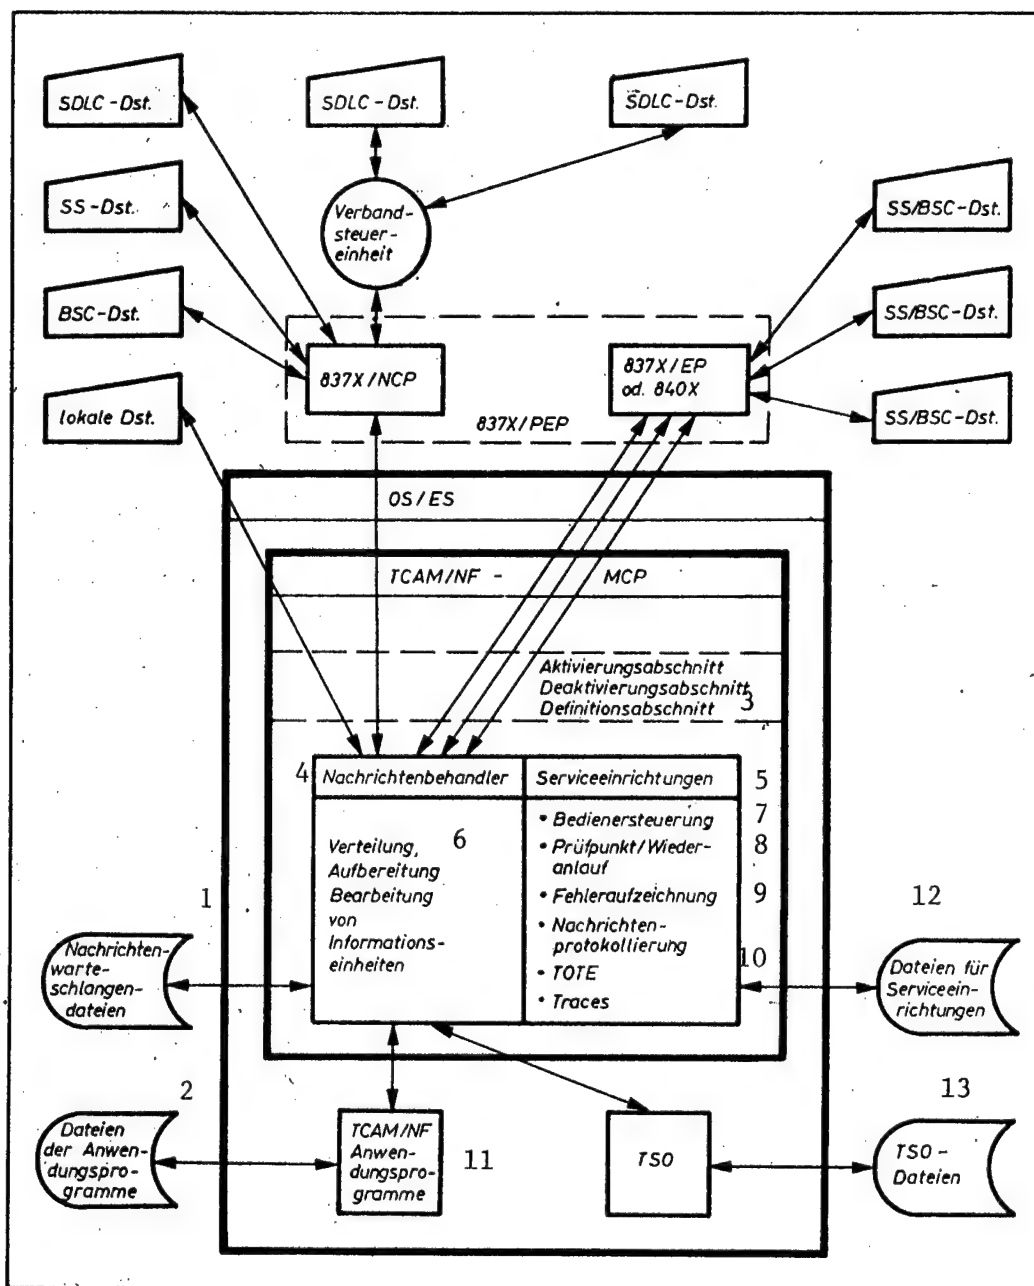 SDLC-Dst.
SDLC-Dst.
SDLC-Dst.
SS-Dst.
Verband-
steuer-
einheit
SS/BSC-Dst.
BSC-Dst.
SS/BSC-Dst.
837X/NCP
837X/EP
od. 840X
lokale Dst.
837X/PEP
SS/BSC-Dst.
OS/ES
TCAM/NF - MCP
Aktivierungsabschnitt
Deaktivierungsabschnitt
Definitionsabschnitt 3
4 Nachrichtenbehandler
Serviceeinrichtungen 5
• Bedienersteuerung 7
6
Verteilung,
Aufbereitung
Bearbeitung
von
Informations-
einheiten
• Prüfpunkt/Wieder- 8
anlauf
• Fehleraufzeichnung 9
• Nachrichten-
protokollierung
• TOTE 10
• Traces
1
Nachrichten-
warte-
schlangen-
dateien
12
Dateien für
Serviceein-
richtungen
2
Dateien
der Anwen-
dungspro-
gramme
TCAM/NF
Anwen-
dungspro-
gramme
11
TSO
13
TSO -
Dateien